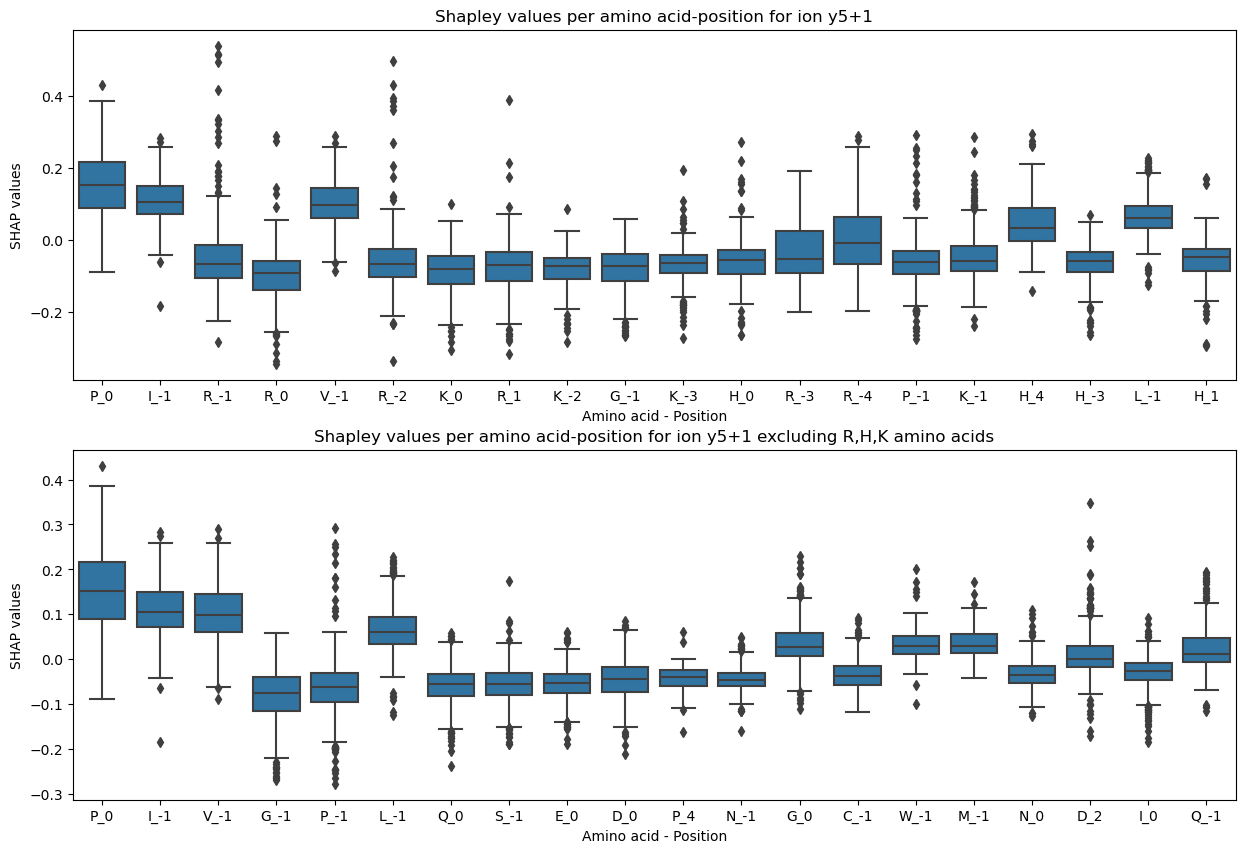 Shapley values per amino acid-position for ion y5+1
SHAP values
0.4
0.2
0.0
−0.2
P_0 I_-1 R_-1 R_0 V_-1 R_-2 K_0 R_1 K_-2 G_-1 K_-3 H_0 R_-3 R_-4 P_-1 K_-1 H_4 H_-3 L_-1 H_1
Amino acid - Position
Shapley values per amino acid-position for ion y5+1 excluding R,H,K amino acids
SHAP values
0.4
0.3
0.2
0.1
0.0
−0.1
−0.2
−0.3
P_0 I_-1 V_-1 G_-1 P_-1 L_-1 Q_0 S_-1 E_0 D_0 P_4 N_-1 G_0 C_-1 W_-1 M_-1 N_0 D_2 I_0 Q_-1
Amino acid - Position